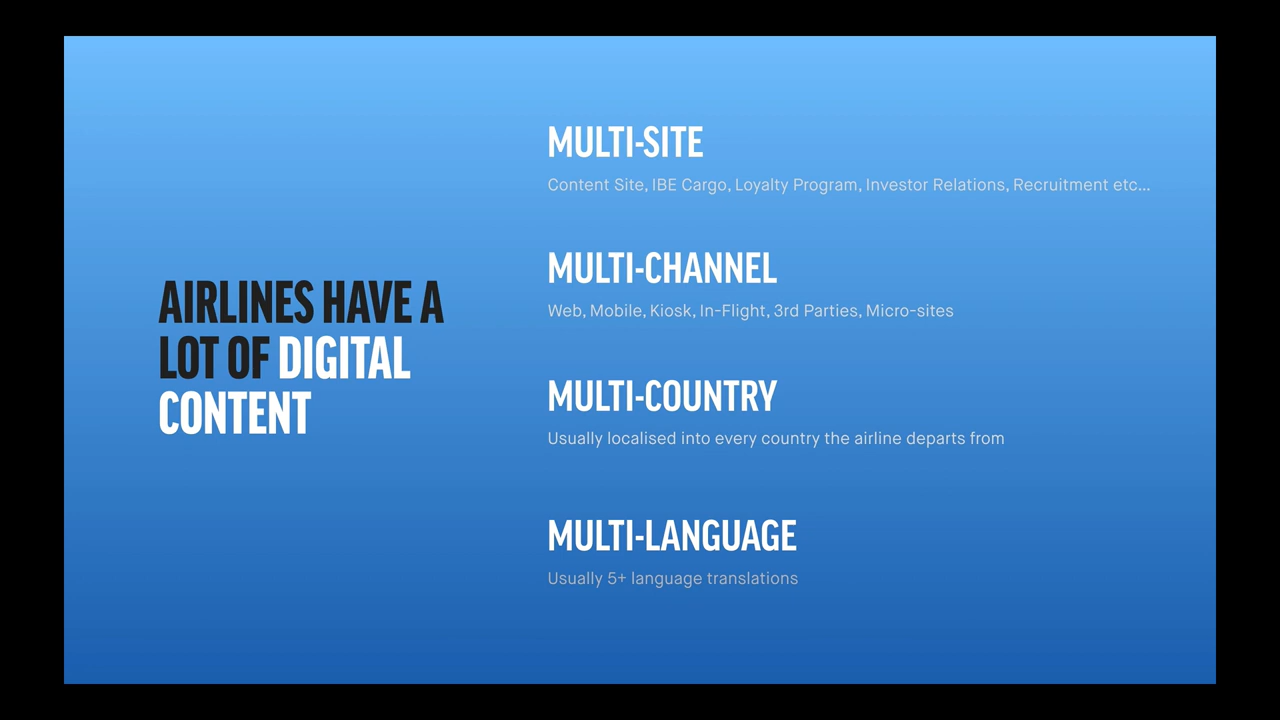 AIRLINES HAVE A
LOT OF DIGITAL
CONTENT
MULTI-SITE
Content Site, IBE Cargo, Loyalty Program, Investor Relations, Recruitment etc...
MULTI-CHANNEL
Web, Mobile, Kiosk, In-Flight, 3rd Parties, Micro-sites
MULTI-COUNTRY
Usually localised into every country the airline departs from
MULTI-LANGUAGE
Usually 5+ language translations